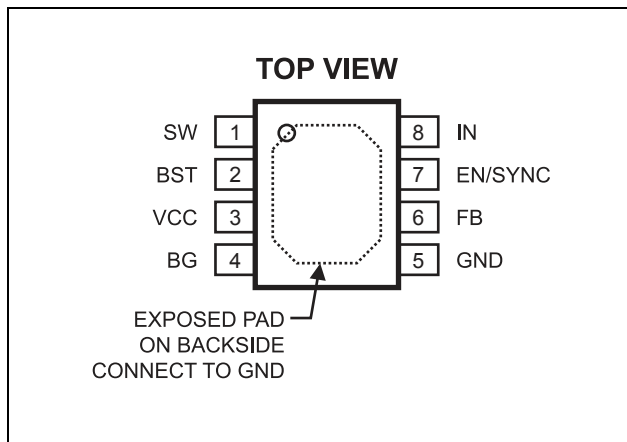 TOP VIEW
SW 1 8 IN
BST 2 7 EN/SYNC
VCC 3 6 FB
BG 4 5 GND
EXPOSED PAD
ON BACKSIDE
CONNECT TO GND